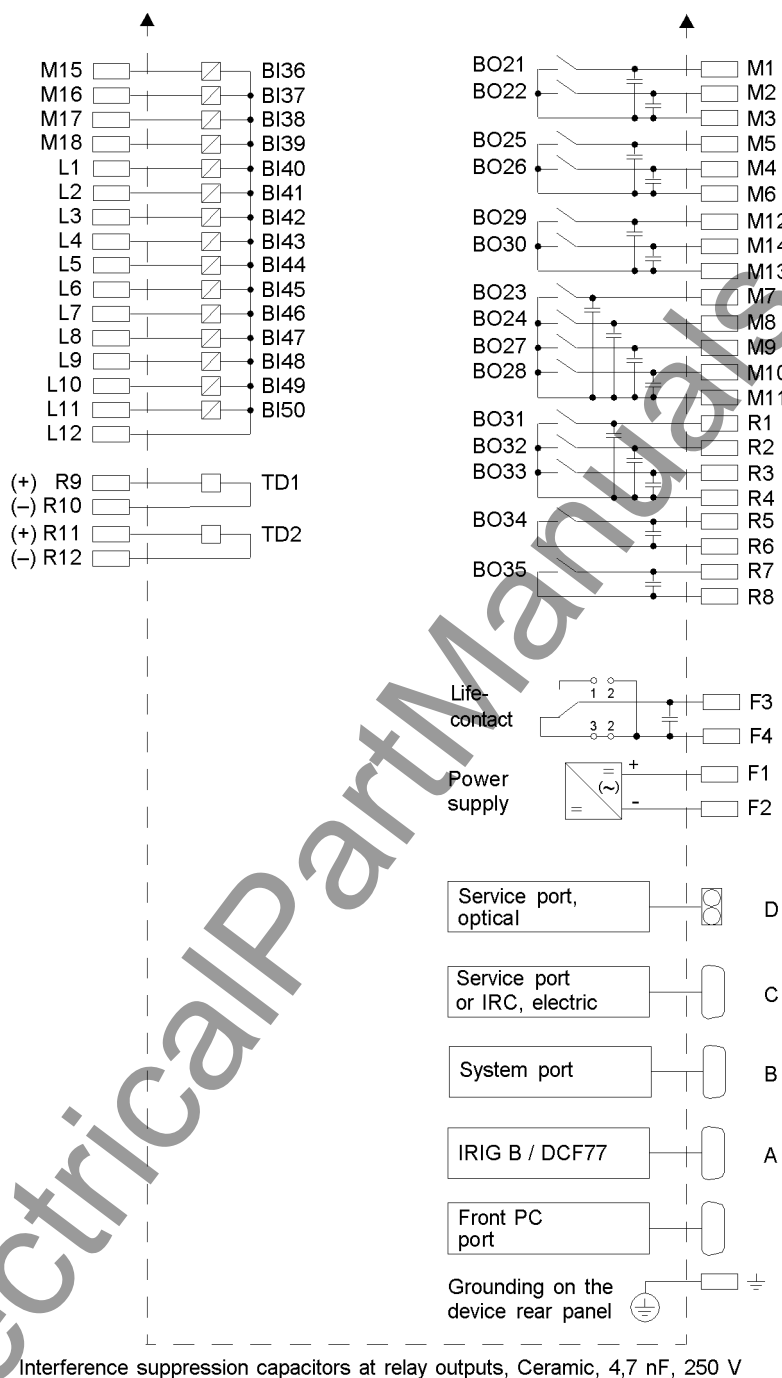 M15 BI36
M16 BI37
M17 BI38
M18 BI39
L1 BI40
L2 BI41
L3 BI42
L4 BI43
L5 BI44
L6 BI45
L7 BI46
L8 BI47
L9 BI48
L10 BI49
L11 BI50
L12
(+) R9 TD1
(–) R10
(+) R11 TD2
(–) R12
BO21 M1
BO22 M2
M3
BO25 M5
BO26 M4
M6
BO29 M12
BO30 M14
M13
BO23 M7
BO24 M8
BO27 M9
BO28 M10
M11
BO31 R1
BO32 R2
BO33 R3
R4
BO34 R5
R6
BO35 R7
R8
Life-
contact
1 2
3 2
F3
F4
Power
supply
=
(~)
=
+
-
F1
F2
Service port,
optical
D
Service port
or IRC, electric
C
System port
B
IRIG B / DCF77
A
Front PC
port
Grounding on the
device rear panel
Interference suppression capacitors at relay outputs, Ceramic, 4,7 nF, 250 V
ectricalPartManuals